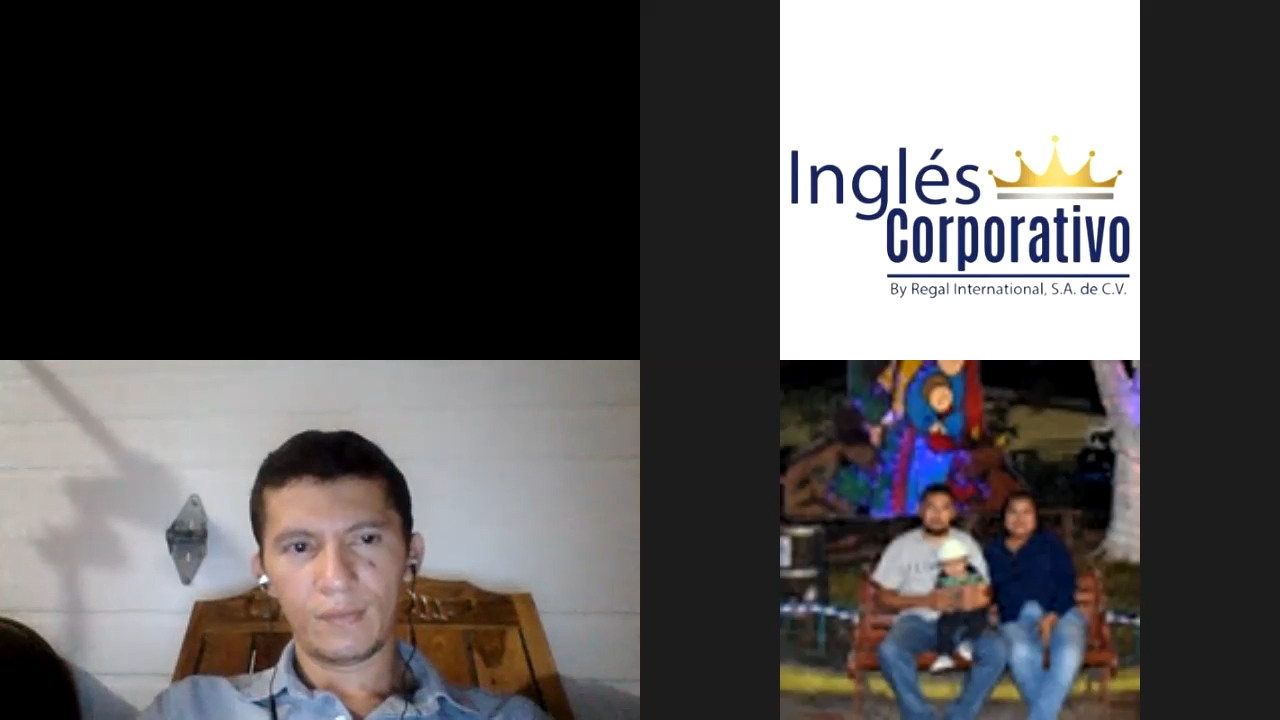 Inglés
Corporativo
By Regal International, S.A. de C.V.